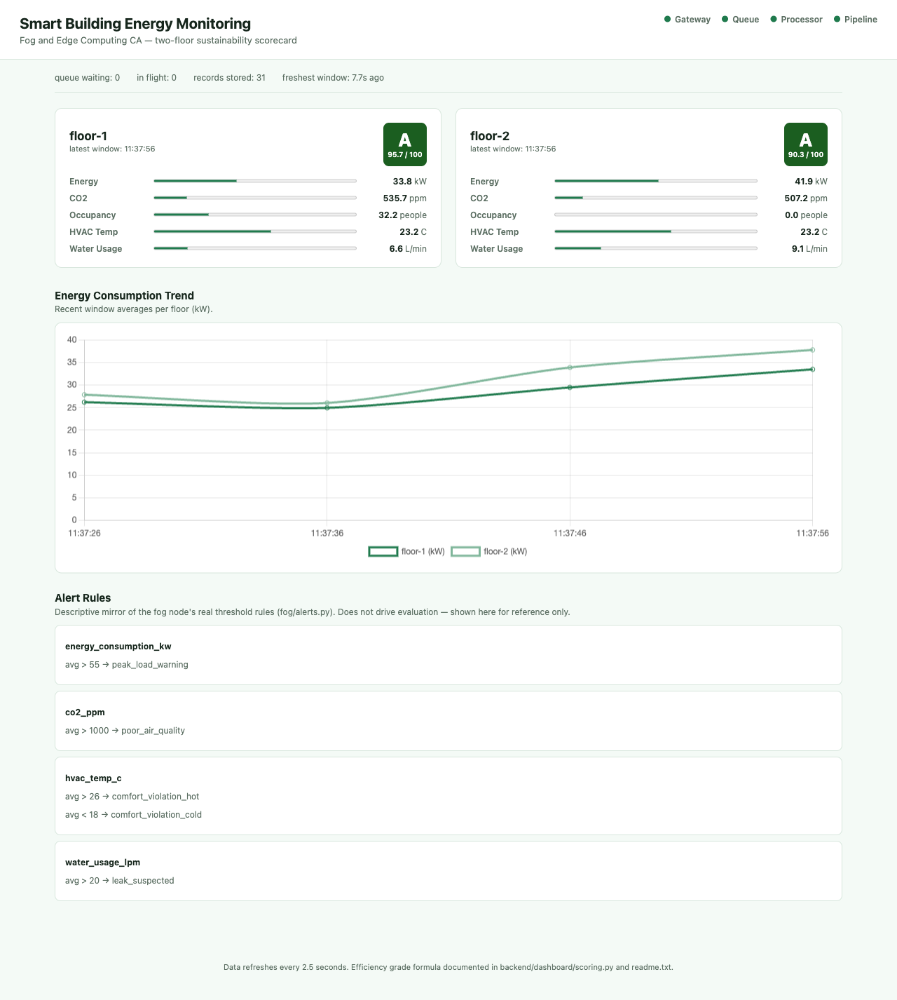 Smart Building Energy Monitoring
Fog and Edge Computing CA — two-floor sustainability scorecard
Gateway Queue Processor Pipeline
queue waiting: 0 in flight: 0 records stored: 31 freshest window: 7.7s ago
floor-1
latest window: 11:37:56
A
95.7 / 100
Energy 33.8 kW
CO2 535.7 ppm
Occupancy 32.2 people
HVAC Temp 23.2 C
Water Usage 6.6 L/min
floor-2
latest window: 11:37:56
A
90.3 / 100
Energy 41.9 kW
CO2 507.2 ppm
Occupancy 0.0 people
HVAC Temp 23.2 C
Water Usage 9.1 L/min
Energy Consumption Trend
Recent window averages per floor (kW).
40
35
30
25
20
15
10
5
0
11:37:26 11:37:36 11:37:46 11:37:56
floor-1 (kW) floor-2 (kW)
Alert Rules
Descriptive mirror of the fog node's real threshold rules (fog/alerts.py). Does not drive evaluation — shown here for reference only.
energy_consumption_kw
avg > 55 → peak_load_warning
co2_ppm
avg > 1000 → poor_air_quality
hvac_temp_c
avg > 26 → comfort_violation_hot
avg < 18 → comfort_violation_cold
water_usage_lpm
avg > 20 → leak_suspected
Data refreshes every 2.5 seconds. Efficiency grade formula documented in backend/dashboard/scoring.py and readme.txt.